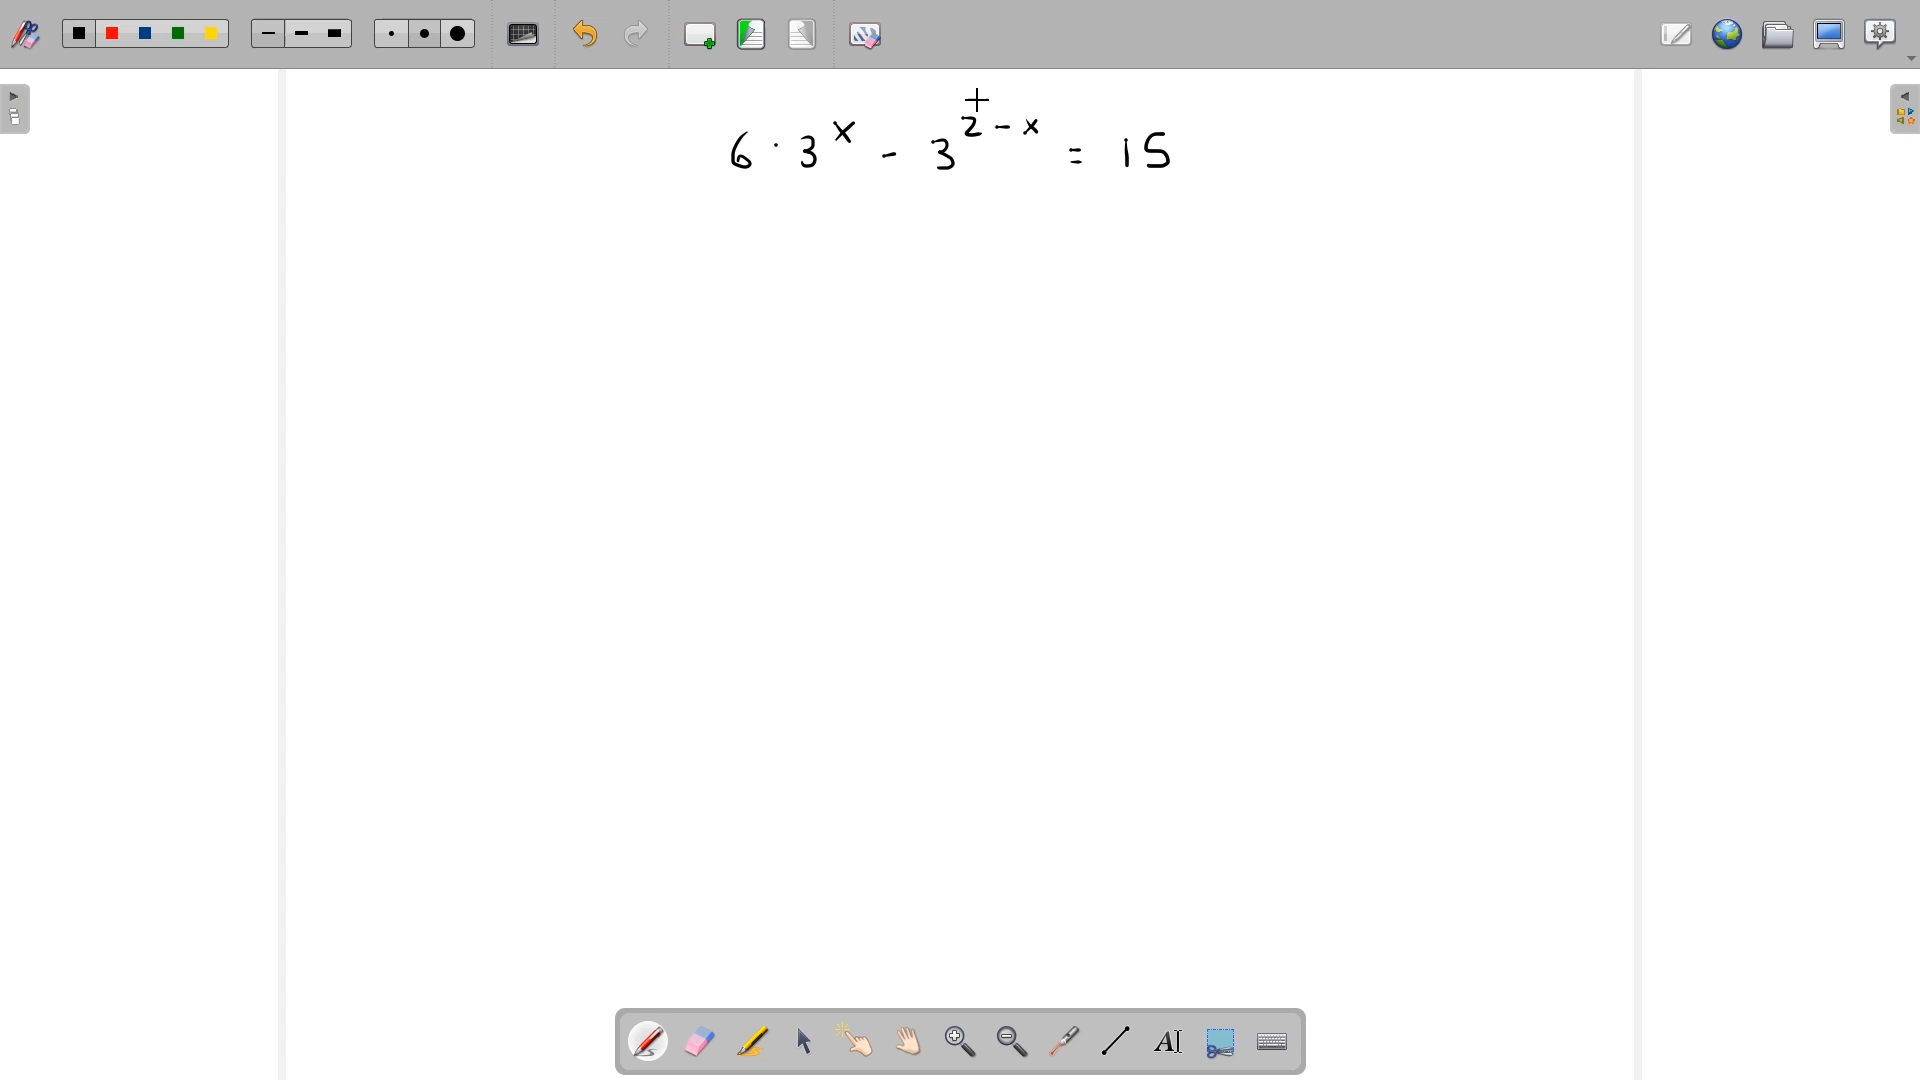 6 · 3^x - 3^{2-x} = 15